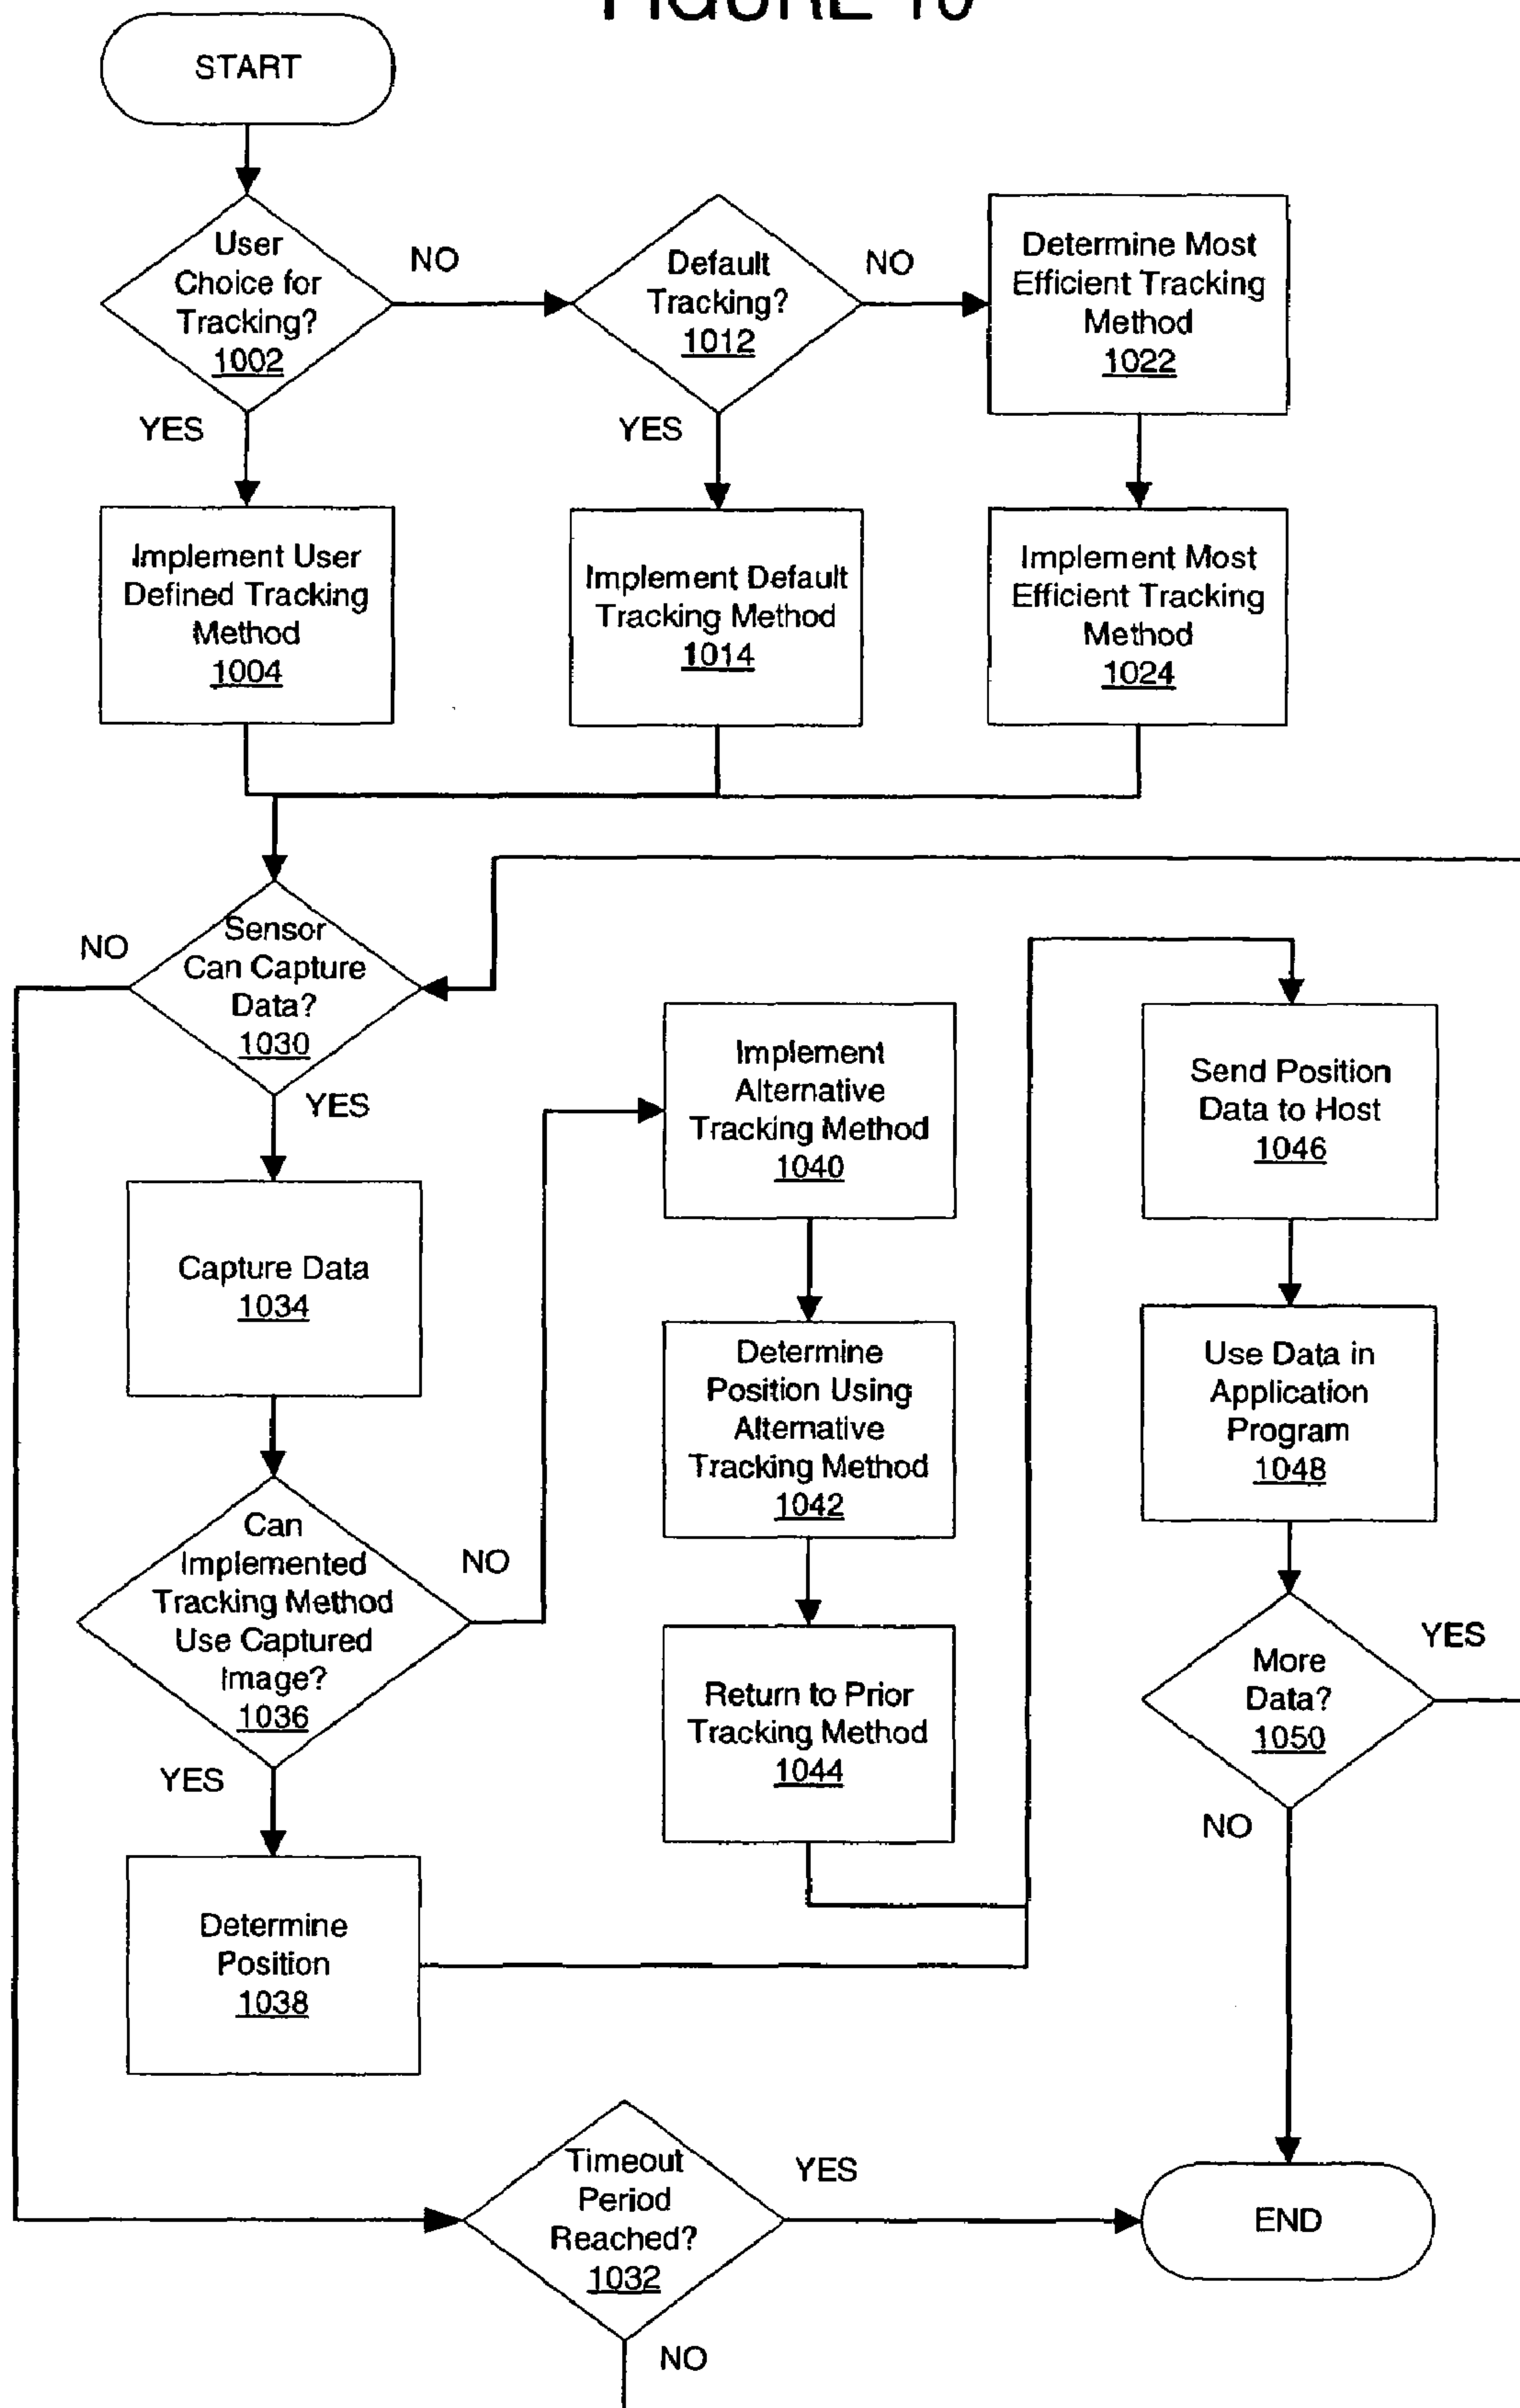 FIGURE 10
START
User
Choice for
Tracking?
1002
NO
Default
Tracking?
1012
NO
Determine Most
Efficient Tracking
Method
1022
YES
YES
Implement User
Defined Tracking
Method
1004
Implement Default
Tracking Method
1014
Implement Most
Efficient Tracking
Method
1024
NO
Sensor
Can Capture
Data?
1030
YES
Capture Data
1034
Can
Implemented
Tracking Method
Use Captured
Image?
1036
NO
YES
Determine
Position
1038
Implement
Alternative
Tracking Method
1040
Determine
Position Using
Alternative
Tracking Method
1042
Return to Prior
Tracking Method
1044
Send Position
Data to Host
1046
Use Data in
Application
Program
1048
More
Data?
1050
YES
NO
Timeout
Period
Reached?
1032
YES
NO
END